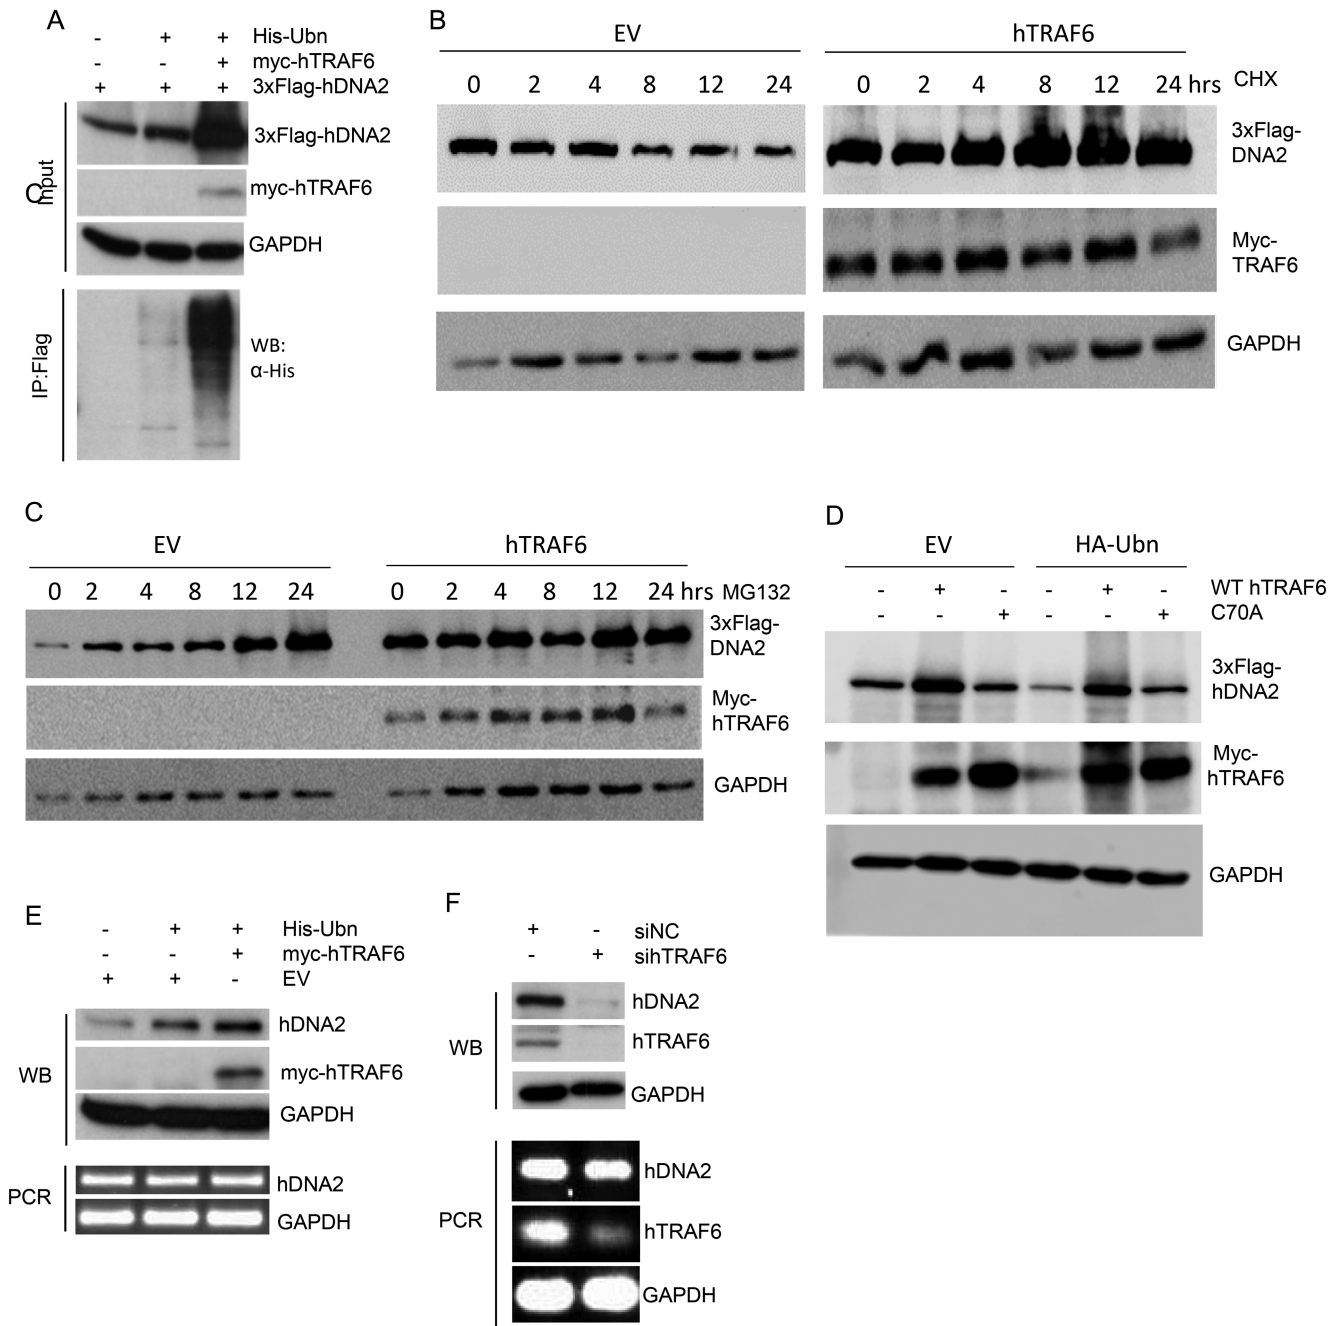 A
- + + His-Ubn
- - + myc-hTRAF6
+ + + 3xFlag-hDNA2
3xFlag-hDNA2
myc-hTRAF6
GAPDH
C
Input
IP:Flag
WB:
α-His
B
EV
hTRAF6
0 2 4 8 12 24 0 2 4 8 12 24 hrs CHX
3xFlag-
DNA2
Myc-
TRAF6
GAPDH
C
EV
hTRAF6
0 2 4 8 12 24 0 2 4 8 12 24 hrs MG132
3xFlag-
DNA2
Myc-
hTRAF6
GAPDH
D
EV
HA-Ubn
- + - - + - WT hTRAF6
- - + - - + C70A
3xFlag-
hDNA2
Myc-
hTRAF6
GAPDH
E
- + + His-Ubn
- - + myc-hTRAF6
+ + - EV
WB
hDNA2
myc-hTRAF6
GAPDH
PCR
hDNA2
GAPDH
F
+ - siNC
- + sihTRAF6
WB
hDNA2
hTRAF6
GAPDH
PCR
hDNA2
hTRAF6
GAPDH